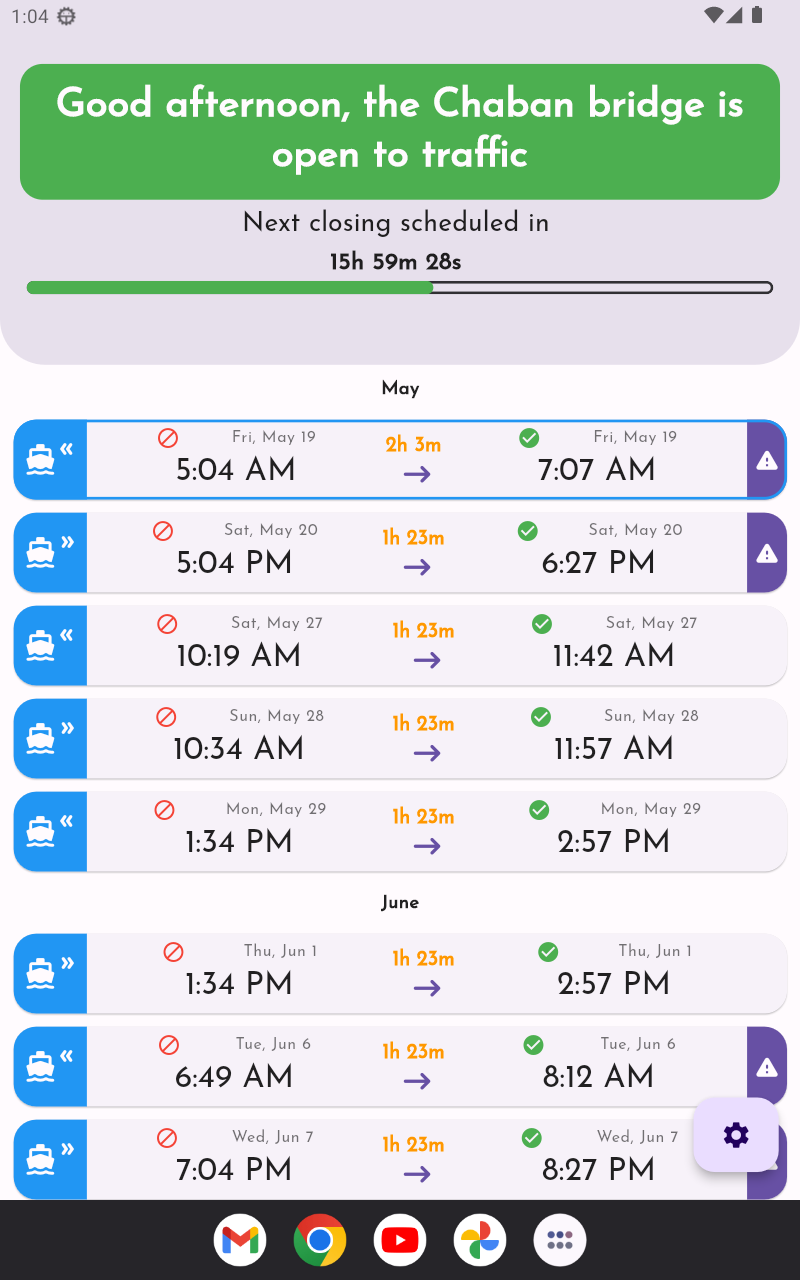 1:04
Good afternoon, the Chaban bridge is
open to traffic
Next closing scheduled in
15h 59m 28s
May
Fri, May 19
5:04 AM
2h 3m
Fri, May 19
7:07 AM
Sat, May 20
5:04 PM
1h 23m
Sat, May 20
6:27 PM
Sat, May 27
10:19 AM
1h 23m
Sat, May 27
11:42 AM
Sun, May 28
10:34 AM
1h 23m
Sun, May 28
11:57 AM
Mon, May 29
1:34 PM
1h 23m
Mon, May 29
2:57 PM
June
Thu, Jun 1
1:34 PM
1h 23m
Thu, Jun 1
2:57 PM
Tue, Jun 6
6:49 AM
1h 23m
Tue, Jun 6
8:12 AM
Wed, Jun 7
7:04 PM
1h 23m
Wed, Jun 7
8:27 PM